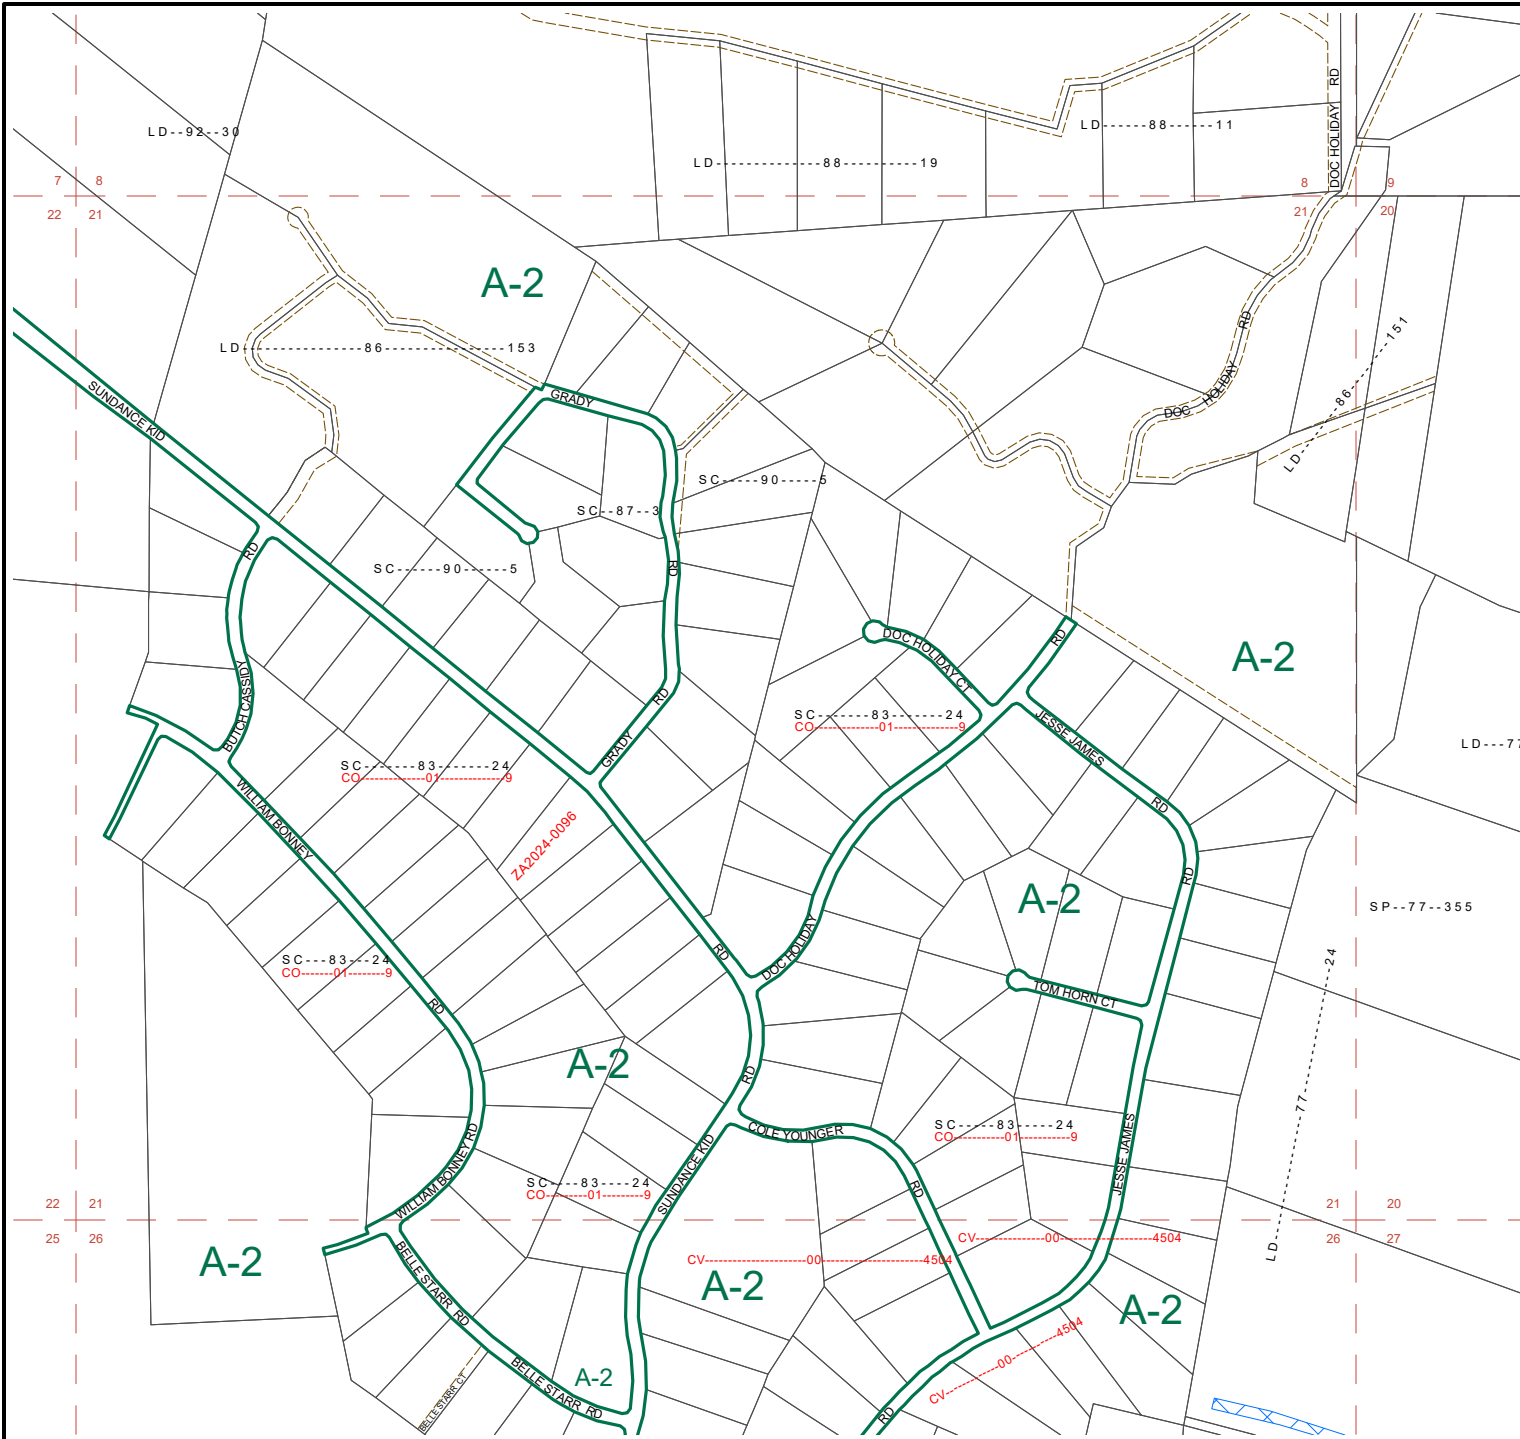 DOC HOLIDAY RD
LD--92--30
LD-----------88---------19
LD-----88-----11
7 8
22 21
8 9
21 20
A-2
LD------------86-------------153
SUNDANCE KID
GRADY
DOC HOLIDAY RD
LD-----86------151
SC----90-----5
SC--87--3
RD
SC-----90-----5
RD
DOC HOLIDAY CT
RD
A-2
BUTCH CASSIDY
RD
GRADY
SC------83------24
CO----------01-----------9
JESSE JAMES
RD
LD---77
SC------83------24
CO----------01-----------9
WILLIAM BONNEY
ZA2024-0096
RD
A-2
SP--77--355
SC---83---24
CO------01-------9
RD
RD
DOC HOLIDAY
TOM HORN CT
LD--------77--------24
A-2
RD
COLE YOUNGER
SC----83----24
CO---------01---------9
JESSE JAMES
WILLIAM BONNEY RD
SUNDANCE KID
SC----83----24
CO--------01-------9
RD
22 21
25 26
21 20
26 27
A-2
CV--------------------00---------------------4504
CV--------------00----------------4504
A-2
A-2
BELLE STARR RD
CV-----------00---------4504
BELLE STARR RD
A-2
BELLE STARR CT
RD